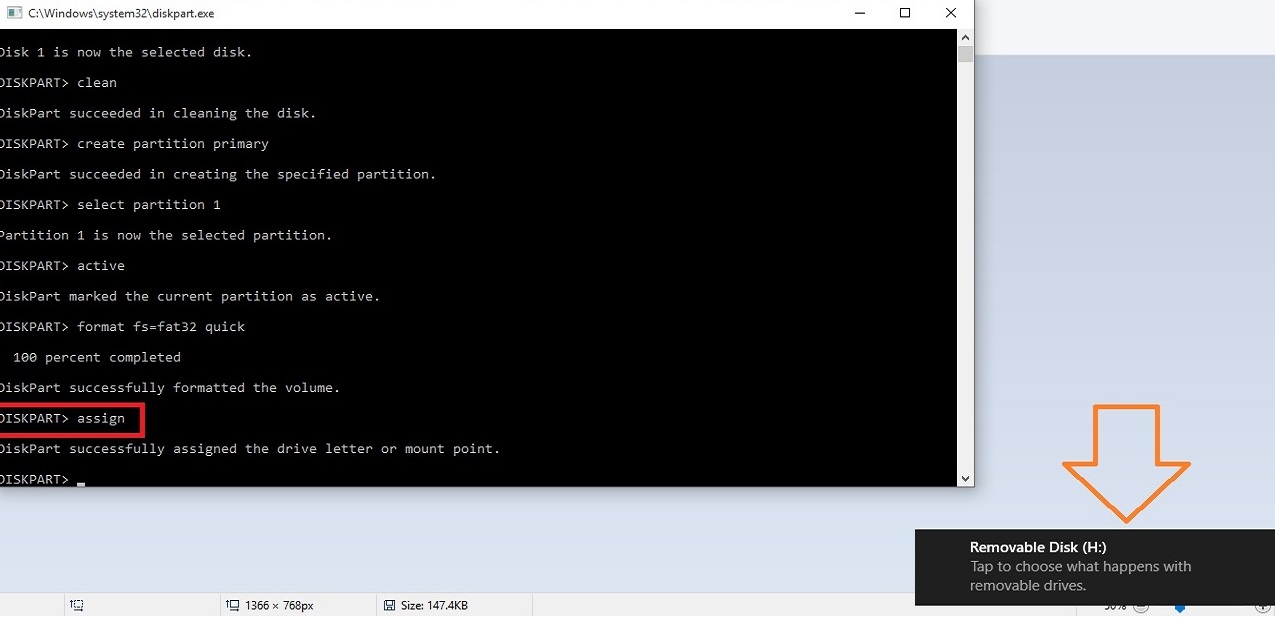 C:\Windows\system32\diskpart.exe
Disk 1 is now the selected disk.
DISKPART> clean
DiskPart succeeded in cleaning the disk.
DISKPART> create partition primary
DiskPart succeeded in creating the specified partition.
DISKPART> select partition 1
Partition 1 is now the selected partition.
DISKPART> active
DiskPart marked the current partition as active.
DISKPART> format fs=fat32 quick
100 percent completed
DiskPart successfully formatted the volume.
DISKPART> assign
DiskPart successfully assigned the drive letter or mount point.
DISKPART>
Removable Disk (H:)
Tap to choose what happens with
removable drives.
1366 × 768px
Size: 147.4KB
50%